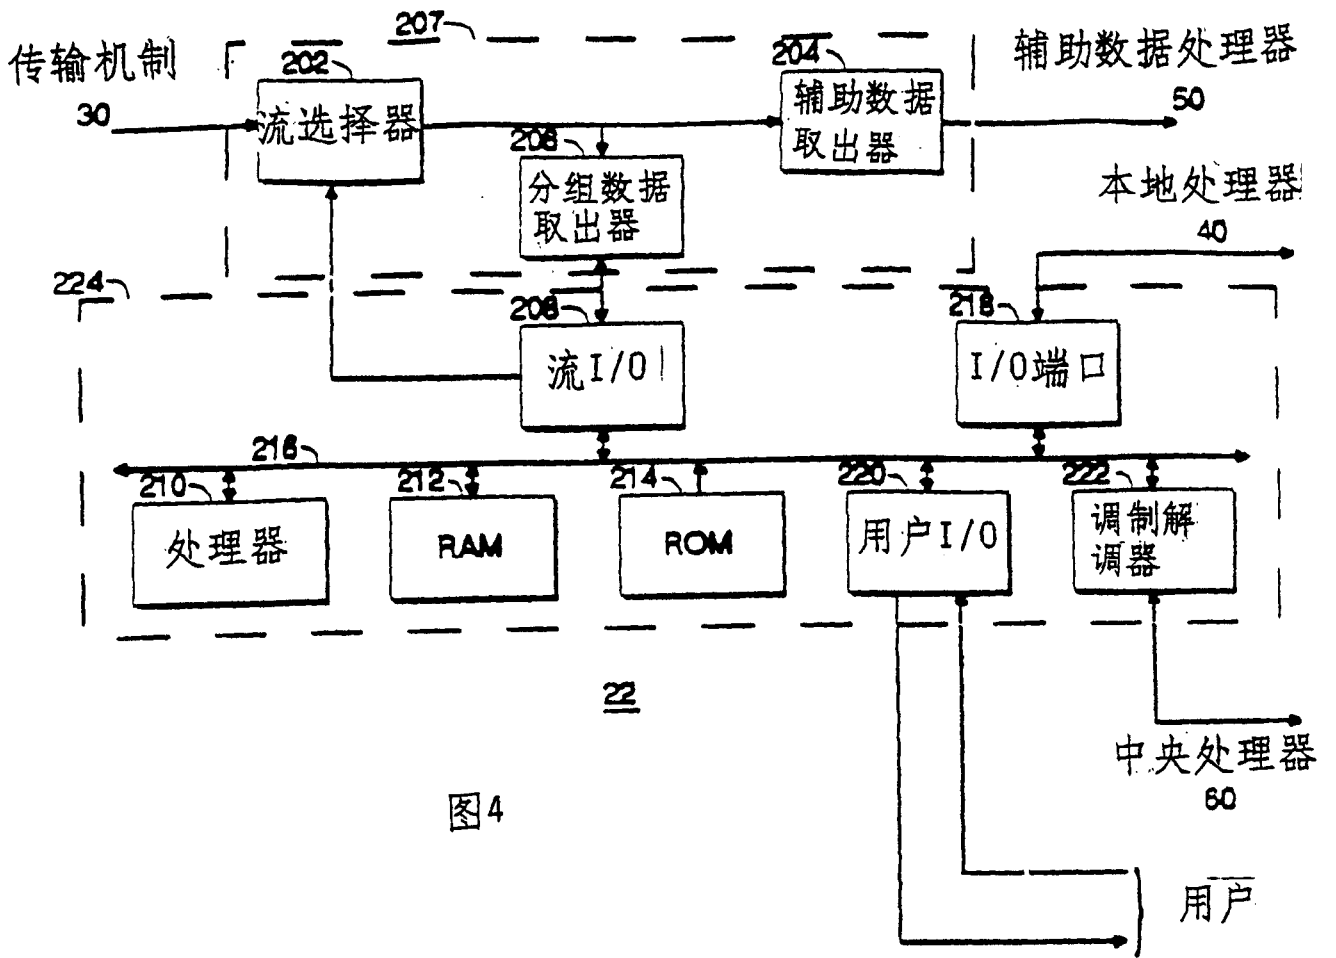 207
传输机制
30
202
流选择器
204
辅助数据
取出器
辅助数据处理器
50
208
分组数据
取出器
本地处理器
40
224
208
流I/O
218
I/O端口
216
210
处理器
212
RAM
214
ROM
220
用户I/O
222
调制解
调器
22
中央处理器
60
图4
用户